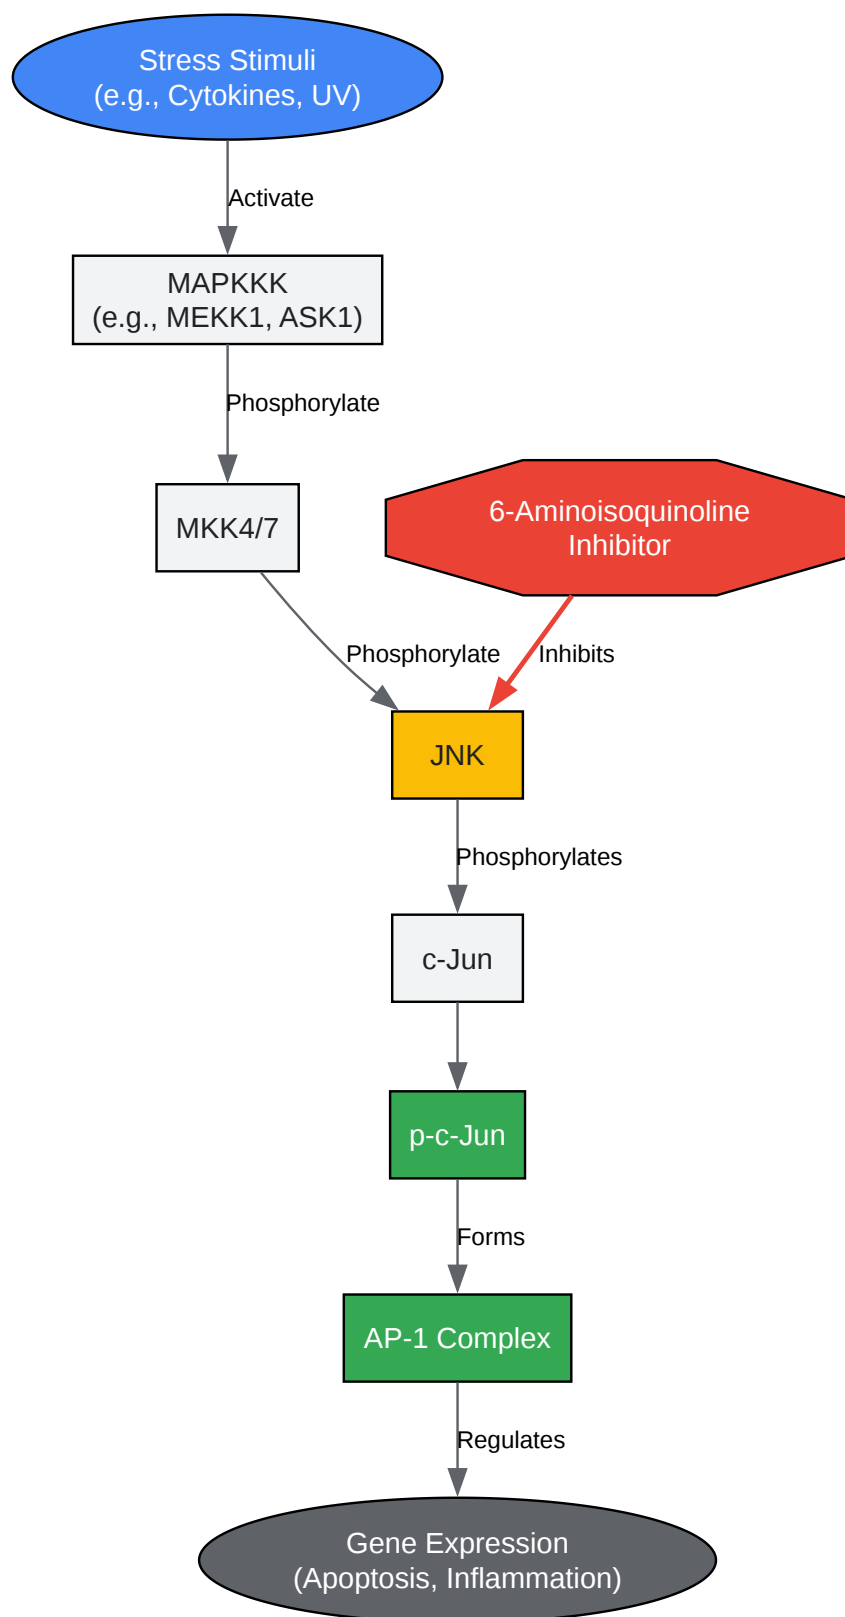 Stress Stimuli
(e.g., Cytokines, UV)
Activate
MAPKKK
(e.g., MEKK1, ASK1)
Phosphorylate
MKK4/7
6-Aminoisoquinoline
Inhibitor
Phosphorylate
Inhibits
JNK
Phosphorylates
c-Jun
p-c-Jun
Forms
AP-1 Complex
Regulates
Gene Expression
(Apoptosis, Inflammation)